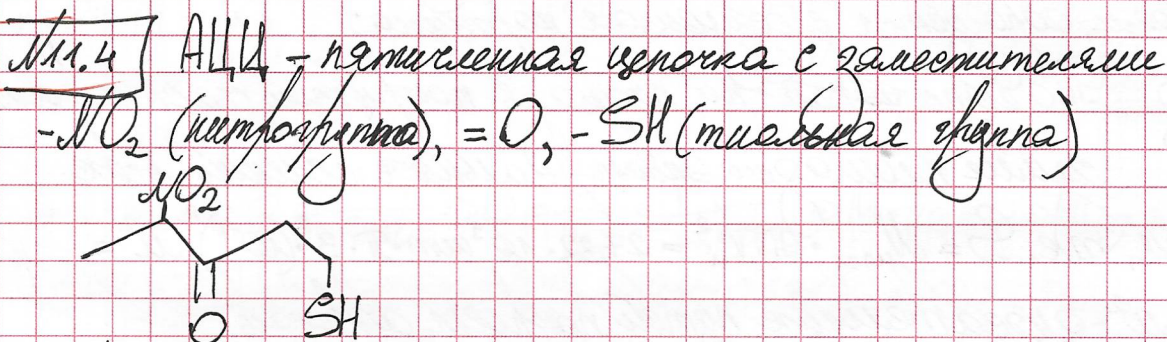 №11.4 АЦЦ - пятичленная цепочка с заместителями
-NO₂ (нитрогруппа), =O, -SH (тиольная группа)
NO₂
O SH